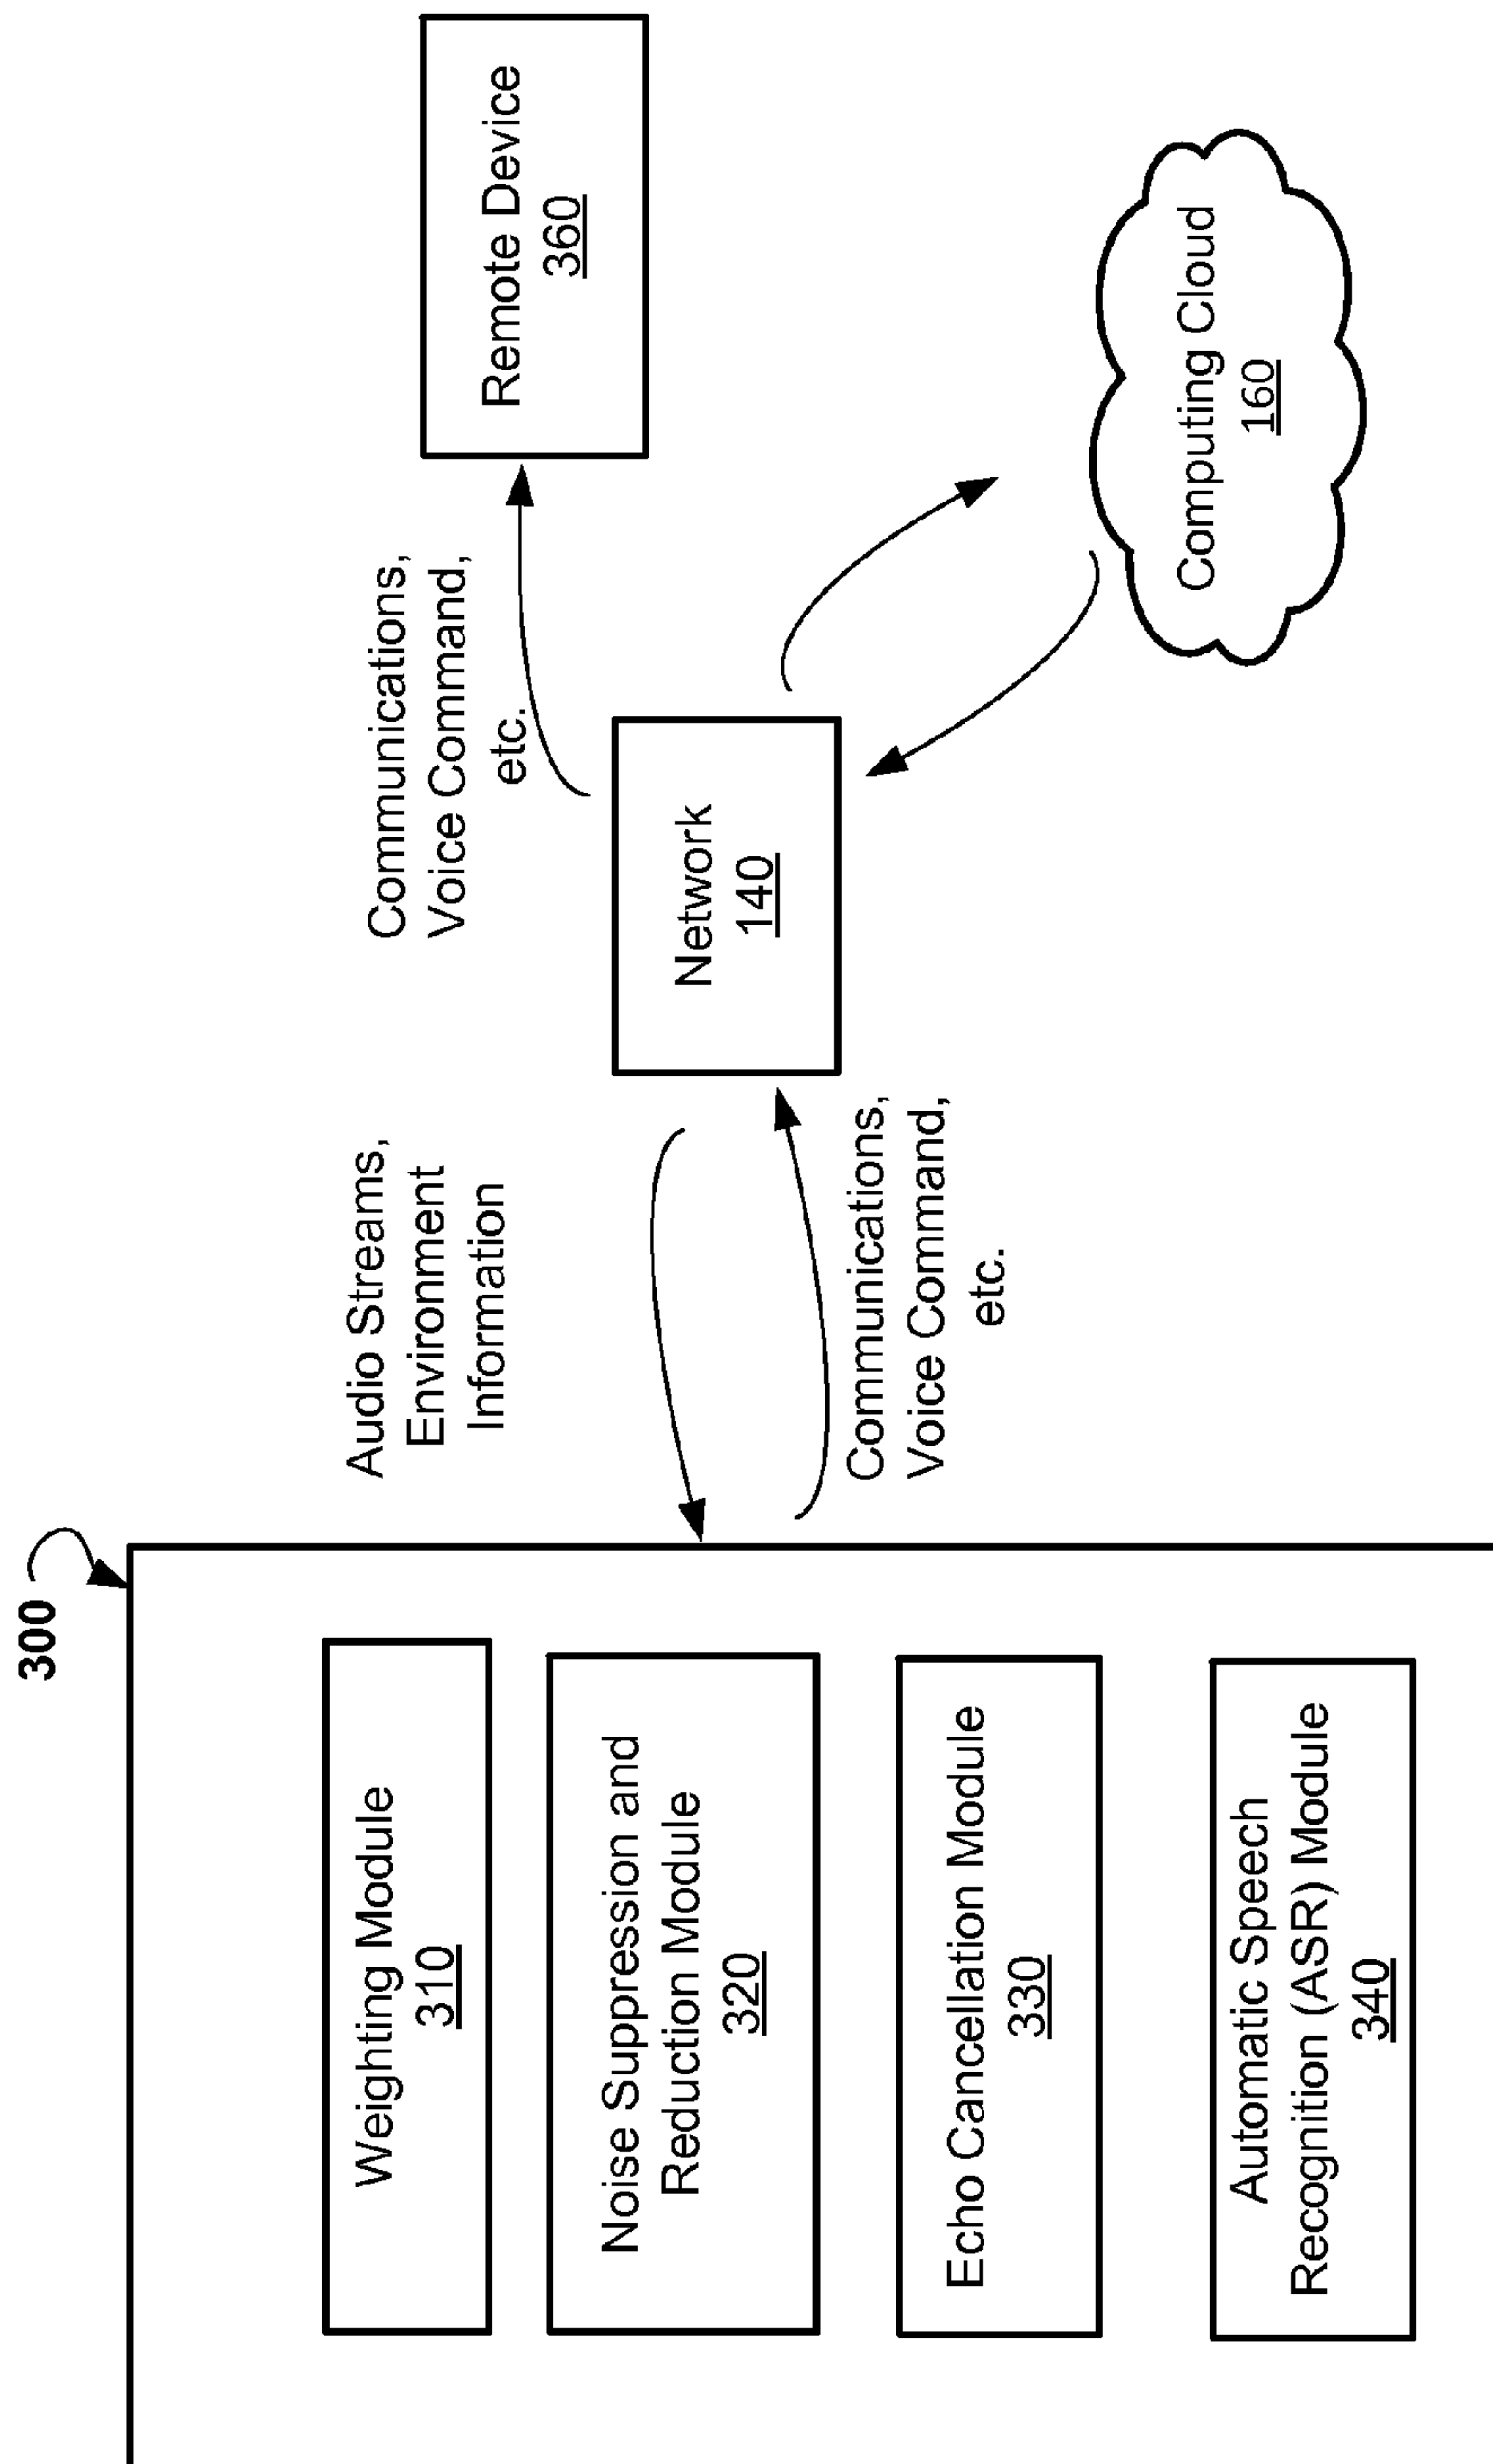 300
Weighting Module
310
Noise Suppression and
Reduction Module
320
Echo Cancellation Module
330
Automatic Speech
Recognition (ASR) Module
340
Audio Streams,
Environment
Information
Communications,
Voice Command,
etc.
Network
140
Communications,
Voice Command,
etc.
Remote Device
360
Computing Cloud
160